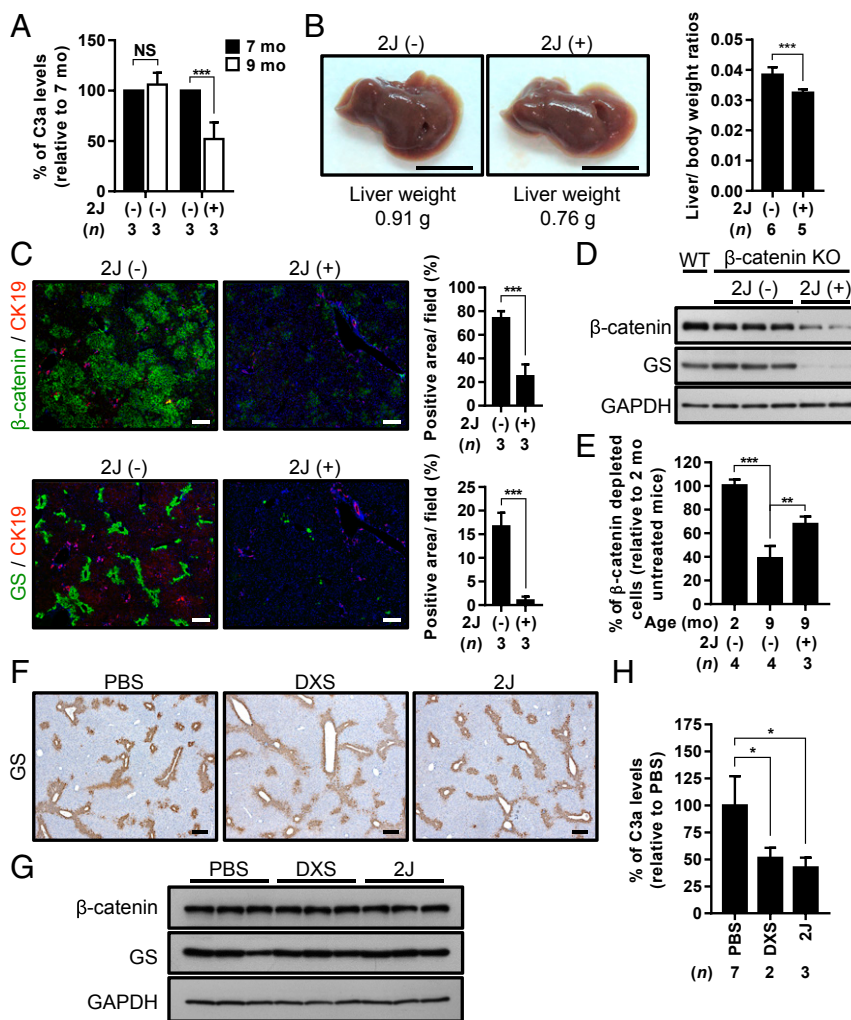 A
% of C3a levels
(relative to 7 mo)
150
100
50
0
NS
***
7 mo
9 mo
2J (-) (-) (-) (+)
(n) 3 3 3 3
B
2J (-)
2J (+)
Liver weight
0.91 g
Liver weight
0.76 g
Liver/ body weight ratios
0.05
0.04
0.03
0.02
0.01
0.00
***
2J (-) (+)
(n) 6 5
C
2J (-)
2J (+)
β-catenin / CK19
Positive area/ field (%)
100
80
60
40
20
0
***
2J (-) (+)
(n) 3 3
2J (-)
2J (+)
GS / CK19
Positive area/ field (%)
25
20
15
10
5
0
***
2J (-) (+)
(n) 3 3
D
WT β-catenin KO
2J (-) 2J (+)
β-catenin
GS
GAPDH
E
% of β-catenin depleted
cells (relative to 2 mo
untreated mice)
120
100
80
60
40
20
0
***
**
Age (mo) 2 9 9
2J (-) (-) (+)
(n) 4 4 3
F
PBS
DXS
2J
GS
G
PBS DXS 2J
β-catenin
GS
GAPDH
H
% of C3a levels
(relative to PBS)
175
150
125
100
75
50
25
0
*
*
PBS
DXS
2J
(n) 7 2 3